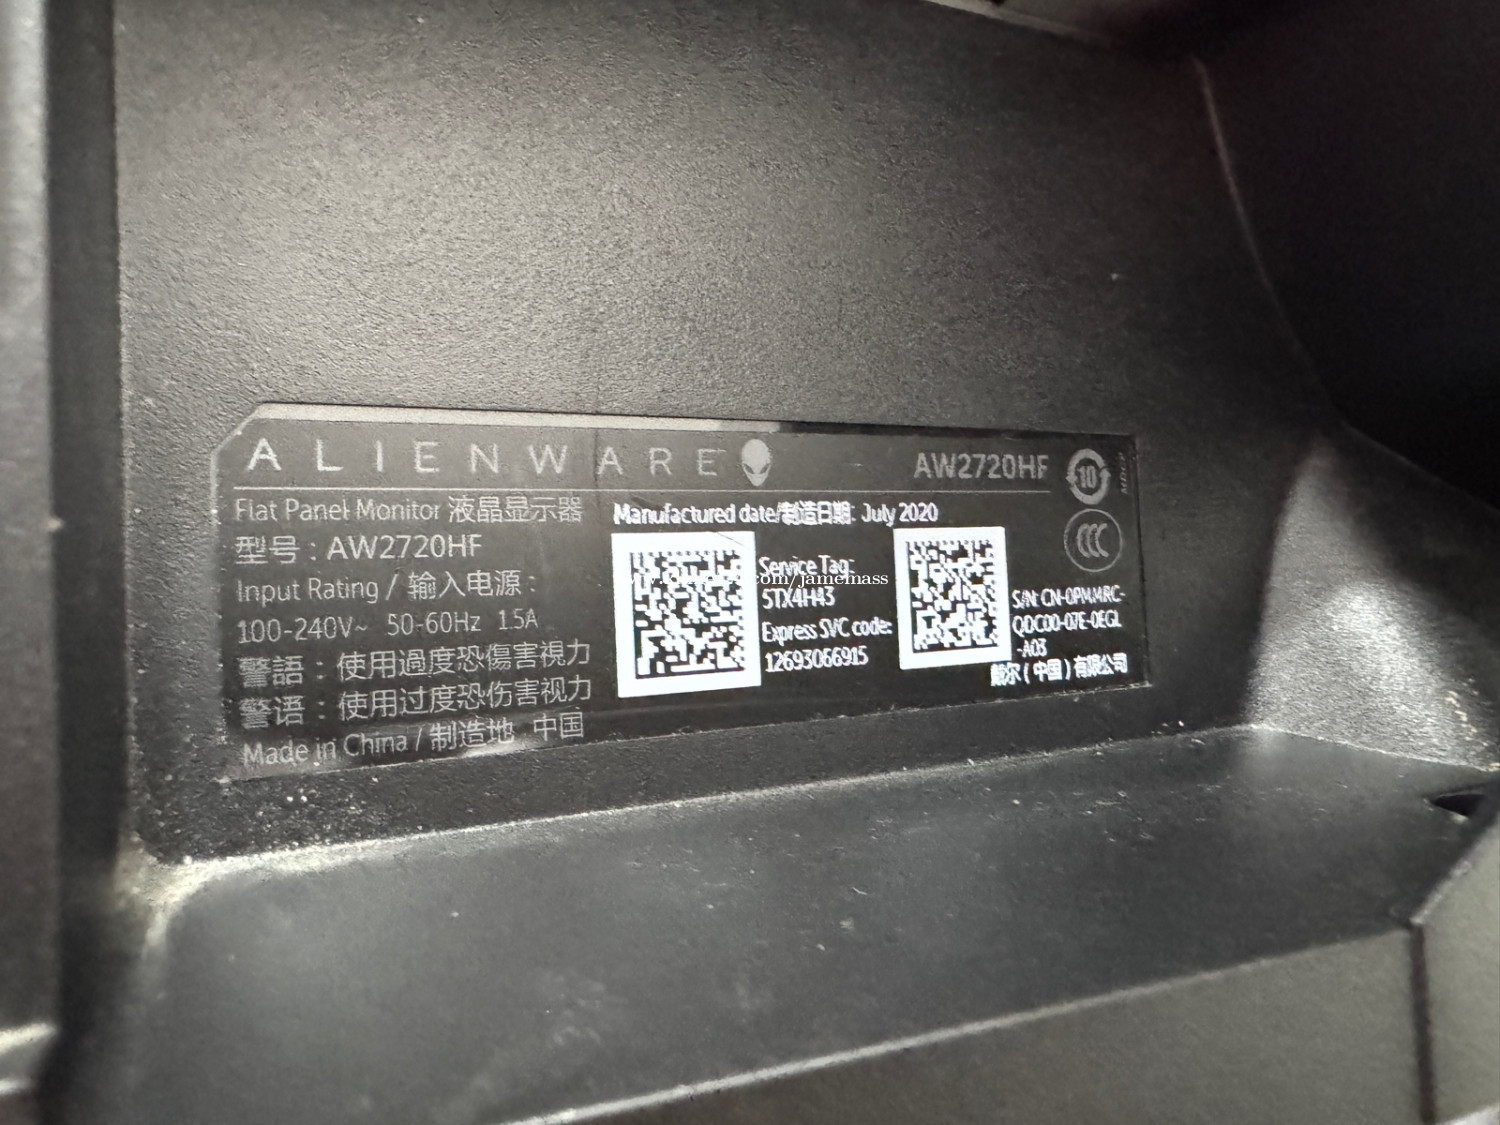 ALIENWARE
AW2720HF
10
Flat Panel Monitor 液晶显示器
型号：AW2720HF
Input Rating / 输入电源：
100-240V~ 50-60Hz 1.5A
警語：使用過度恐傷害視力
警语：使用过度恐伤害视力
Made in China / 制造地 中国
Manufactured date/制造日期: July 2020
Service Tag:
5TX4H43
Express SVC code:
12693066915
S/N: CN-0PMMRC-
QDC00-07E-0EGL
-A03
戴尔（中国）有限公司
CCC
.com/jamemass